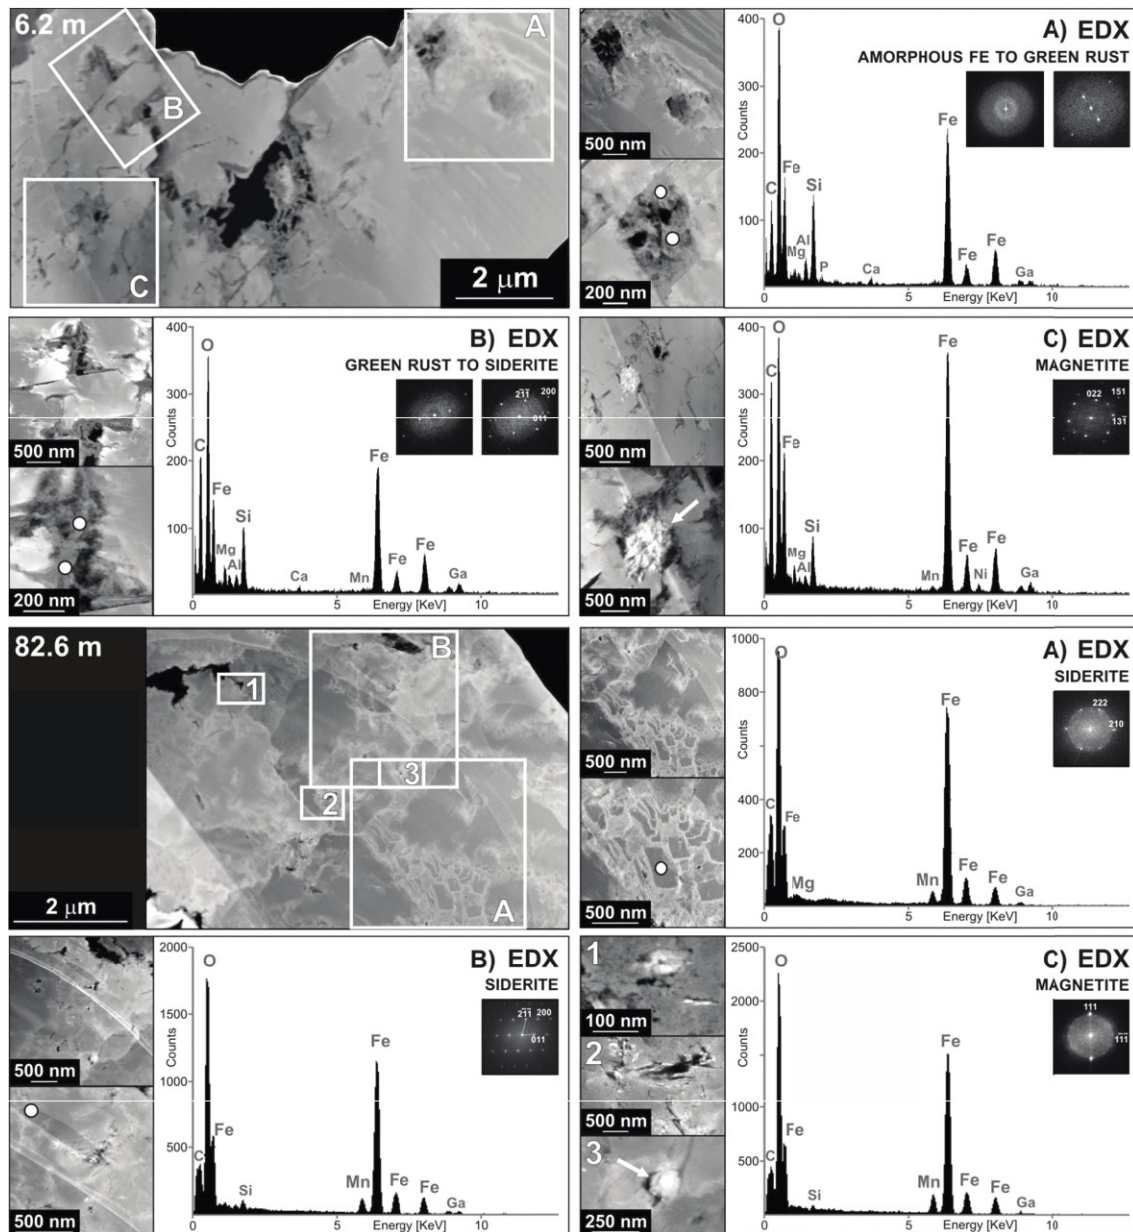 6.2 m
A
B
C
2 µm
500 nm
200 nm
A) EDX
AMORPHOUS FE TO GREEN RUST
400
300
200
100
Counts
O
C
Fe
Si
Mg
Al
P
Ca
Fe
Fe
Fe
Ga
0
5
10
Energy [KeV]
500 nm
200 nm
B) EDX
GREEN RUST TO SIDERITE
400
300
200
100
Counts
O
C
Fe
Si
Mg
Al
Ca
Mn
Fe
Fe
Fe
Ga
0
5
10
Energy [KeV]
500 nm
500 nm
C) EDX
MAGNETITE
400
300
200
100
Counts
O
C
Fe
Si
Mg
Al
Mn
Fe
Fe
Ni
Fe
Ga
022
151
0
5
10
Energy [KeV]
82.6 m
1
B
3
2
A
2 µm
500 nm
500 nm
A) EDX
SIDERITE
222
210
1000
800
600
400
200
Counts
O
C
Fe
Mg
Mn
Fe
Fe
Fe
Ga
0
5
10
Energy [KeV]
500 nm
500 nm
B) EDX
SIDERITE
2000
1500
1000
500
Counts
O
C
Fe
Si
Mn
Fe
Fe
Fe
Ga
0
5
10
Energy [KeV]
1
100 nm
2
500 nm
3
250 nm
C) EDX
MAGNETITE
111
2500
2000
1500
1000
500
Counts
O
C
Fe
Si
Mn
Fe
Fe
Fe
Ga
0
5
10
Energy [KeV]